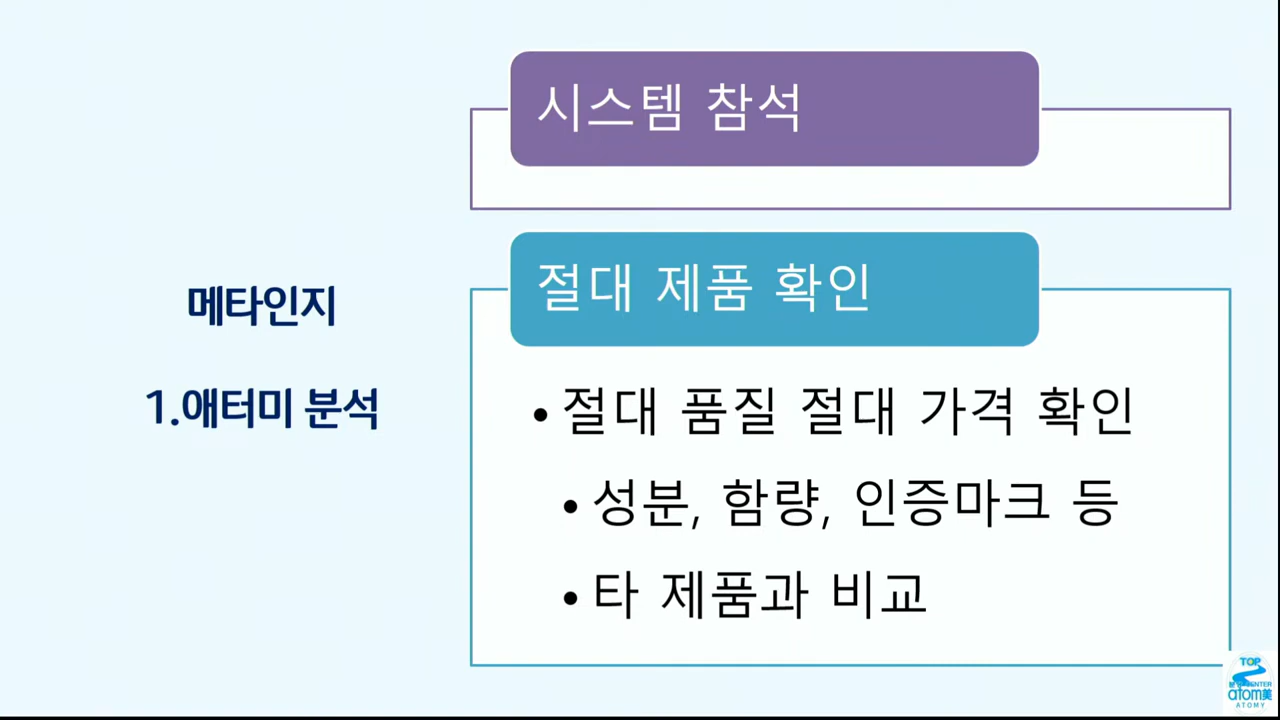 메타인지
1.애터미 분석
시스템 참석
절대 제품 확인
• 절대 품질 절대 가격 확인
• 성분, 함량, 인증마크 등
• 타 제품과 비교
TOP
CENTER
atom美
ATOMY